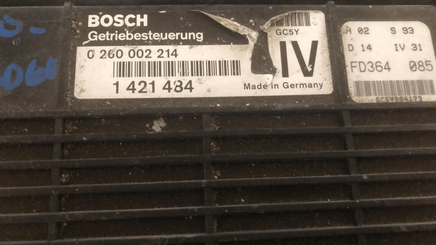 BOSCH
Getriebesteuerung
0 260 002 214
1 421 484
GC5Y
IV
Made in Germany
02 S 93
D 14 IV 31
FD364 085